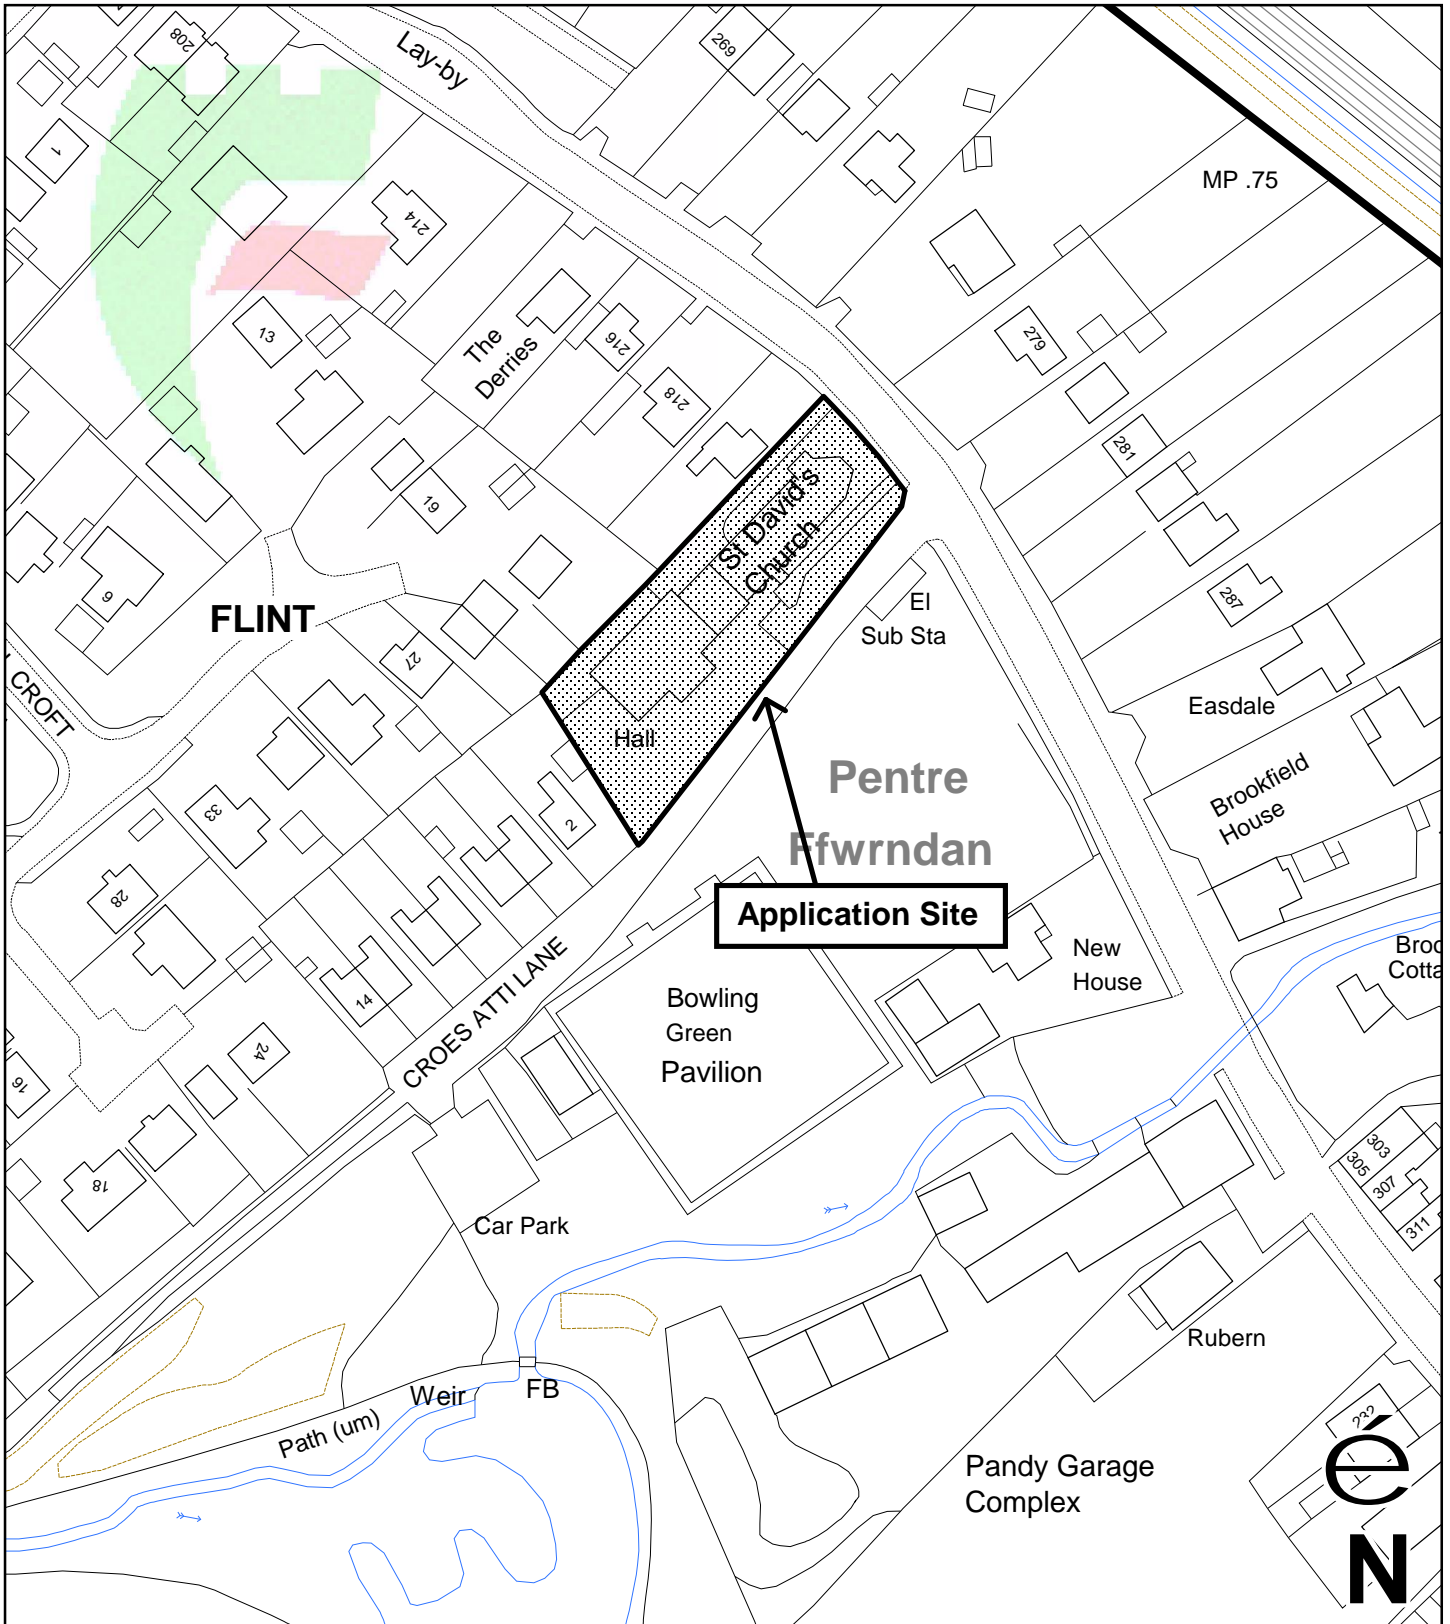 208
Lay-by
269
1
MP .75
214
13
The
Derries
216
279
218
281
19
St David's
Church
287
6
FLINT
El
Sub Sta
27
CROFT
Easdale
Hall
Pentre
Ffwrndan
Brookfield
House
33
2
28
Application Site
New
House
14
CROES ATTI LANE
Bowling
Green
Pavilion
24
16
18
303
305
307
311
Car Park
Rubern
Weir
FB
Path (um)
232
Pandy Garage
Complex
é
N